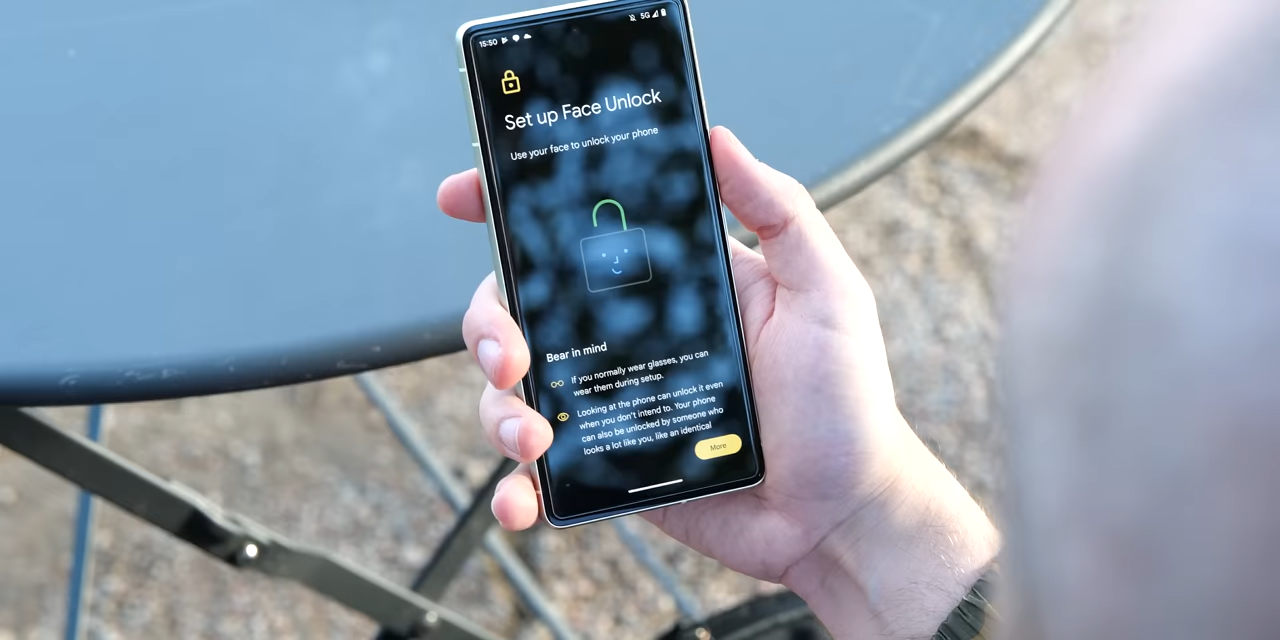 15:50
5G
Set up Face Unlock
Use your face to unlock your phone
Bear in mind
If you normally wear glasses, you can
wear them during setup.
Looking at the phone can unlock it even
when you don't intend to. Your phone
can also be unlocked by someone who
looks a lot like you, like an identical
More